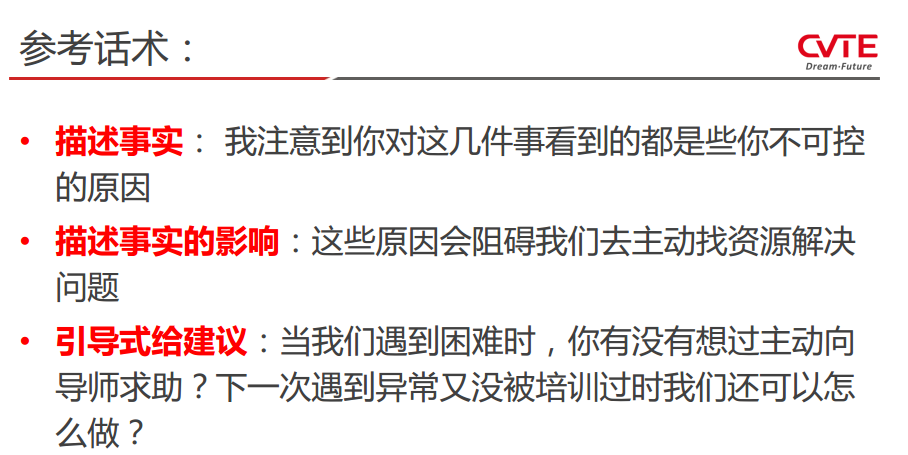 参考话术：
CVTE
Dream·Future
• 描述事实： 我注意到你对这几件事看到的都是些你不可控
的原因
• 描述事实的影响：这些原因会阻碍我们去主动找资源解决
问题
• 引导式给建议：当我们遇到困难时，你有没有想过主动向
导师求助？下一次遇到异常又没被培训过时我们还可以怎
么做？